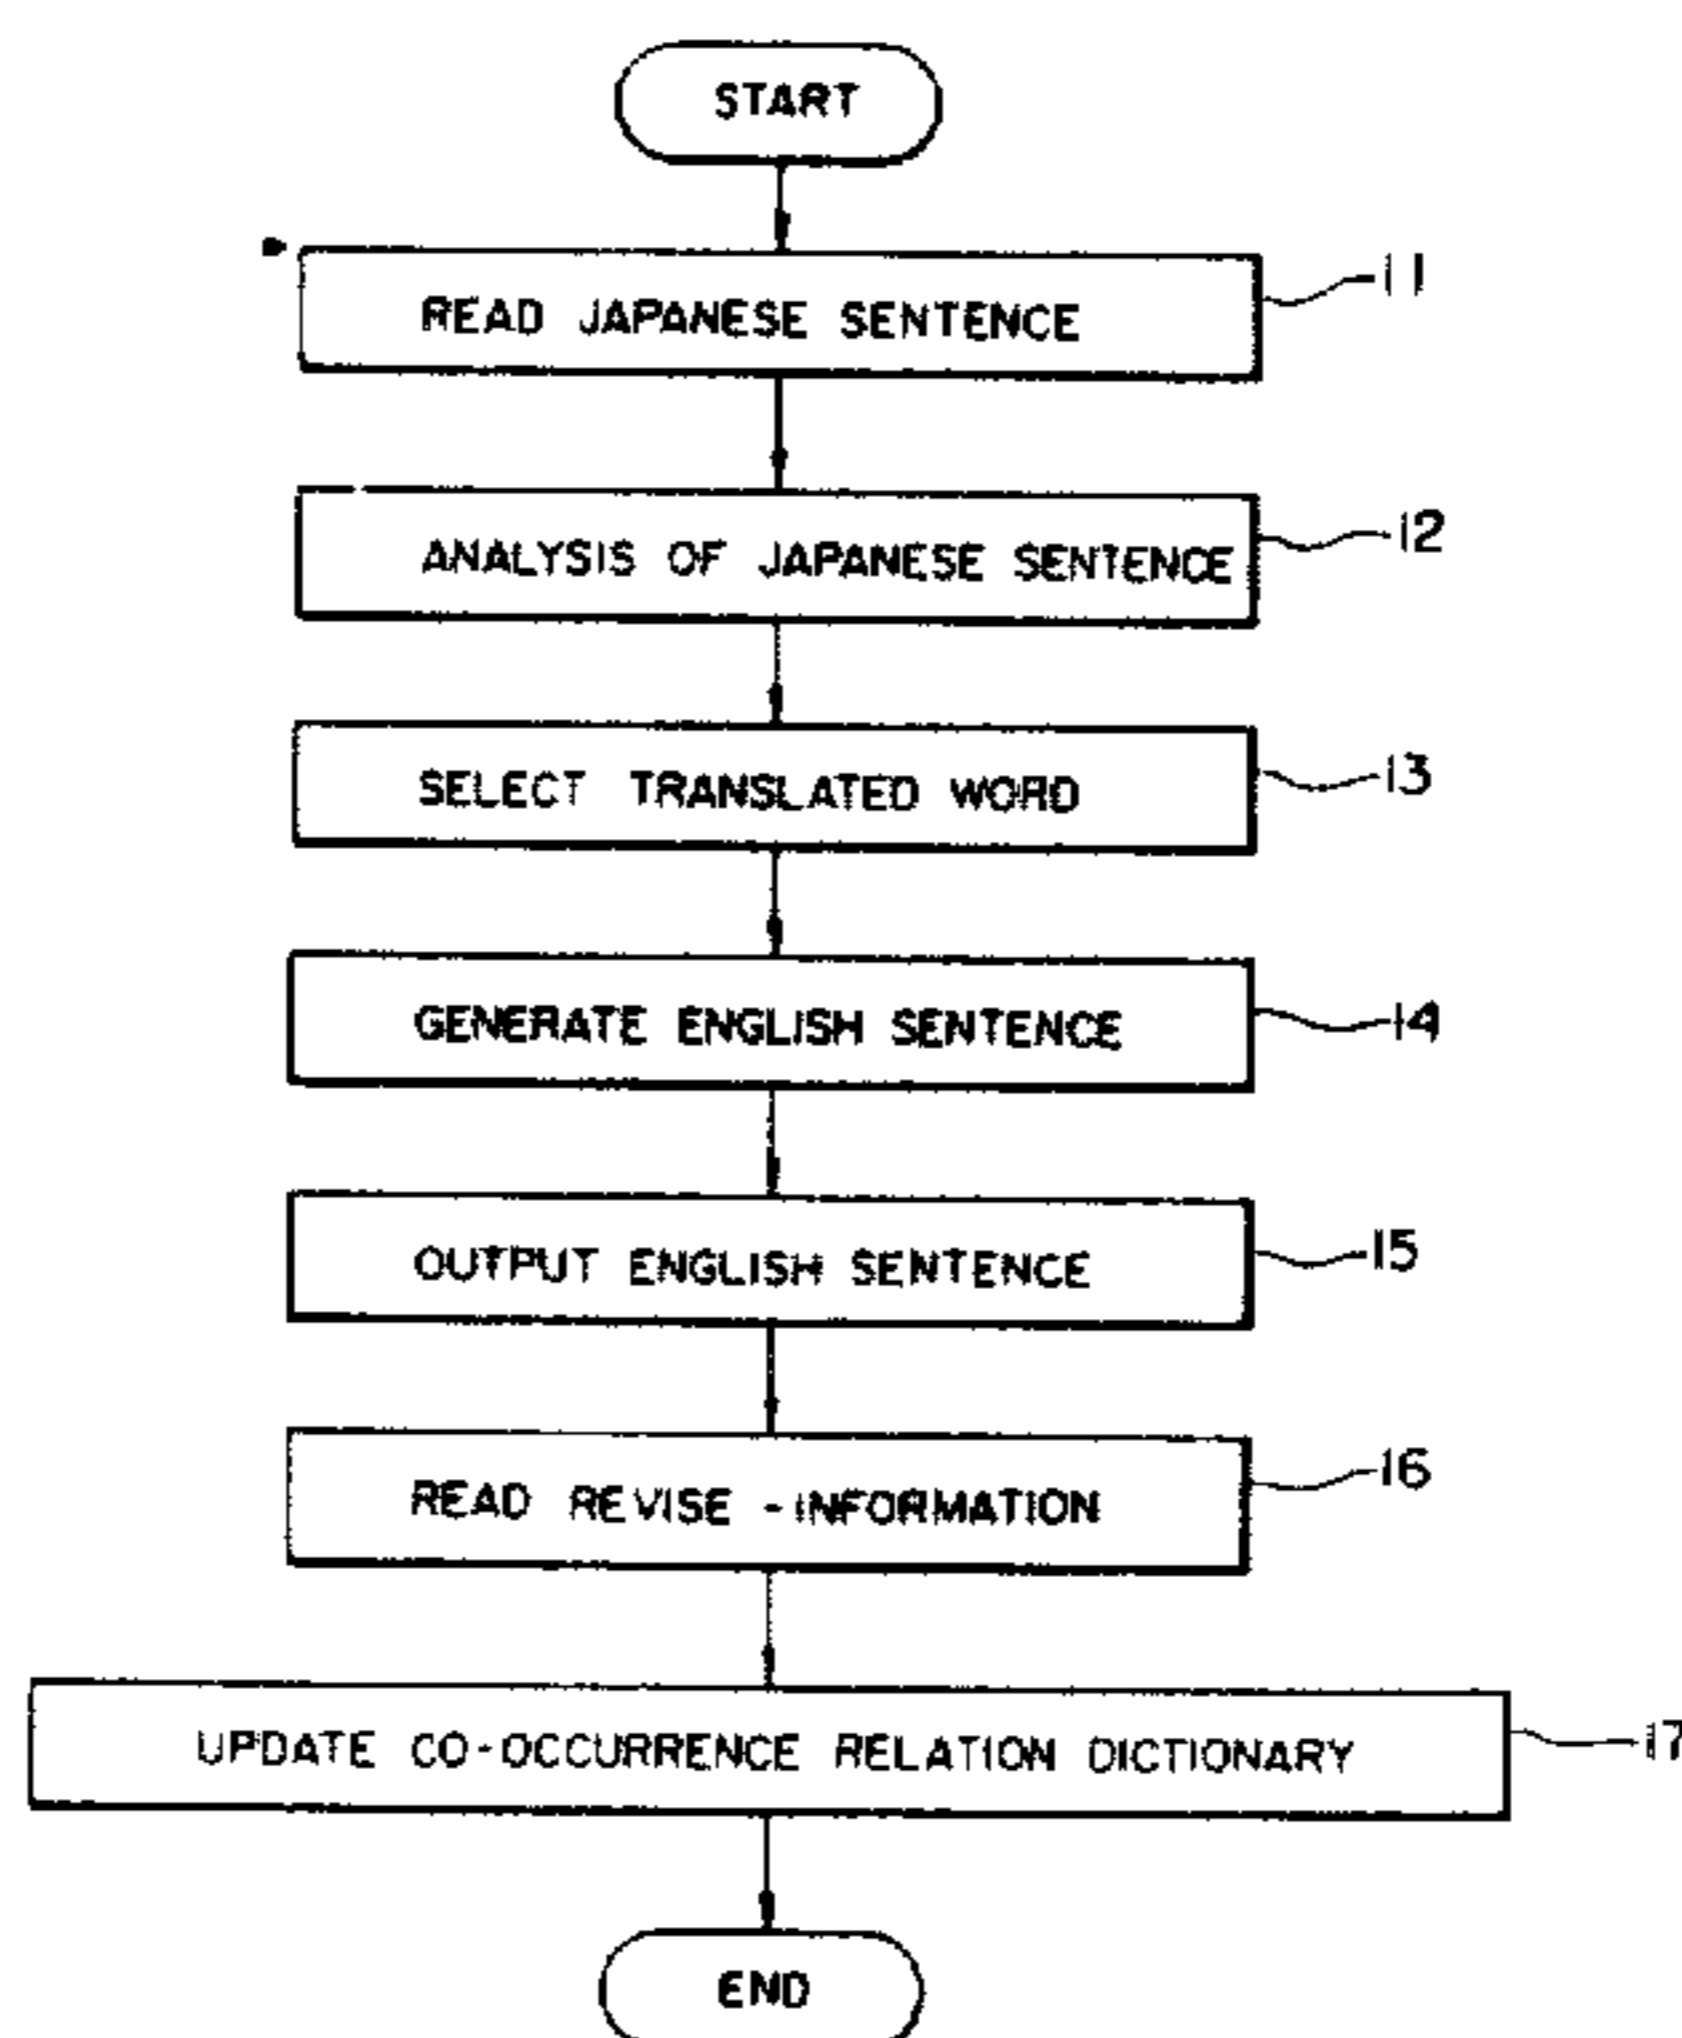 START
READ JAPANESE SENTENCE
11
ANALYSIS OF JAPANESE SENTENCE
12
SELECT TRANSLATED WORD
13
GENERATE ENGLISH SENTENCE
14
OUTPUT ENGLISH SENTENCE
15
READ REVISE-INFORMATION
16
UPDATE CO-OCCURRENCE RELATION DICTIONARY
17
END